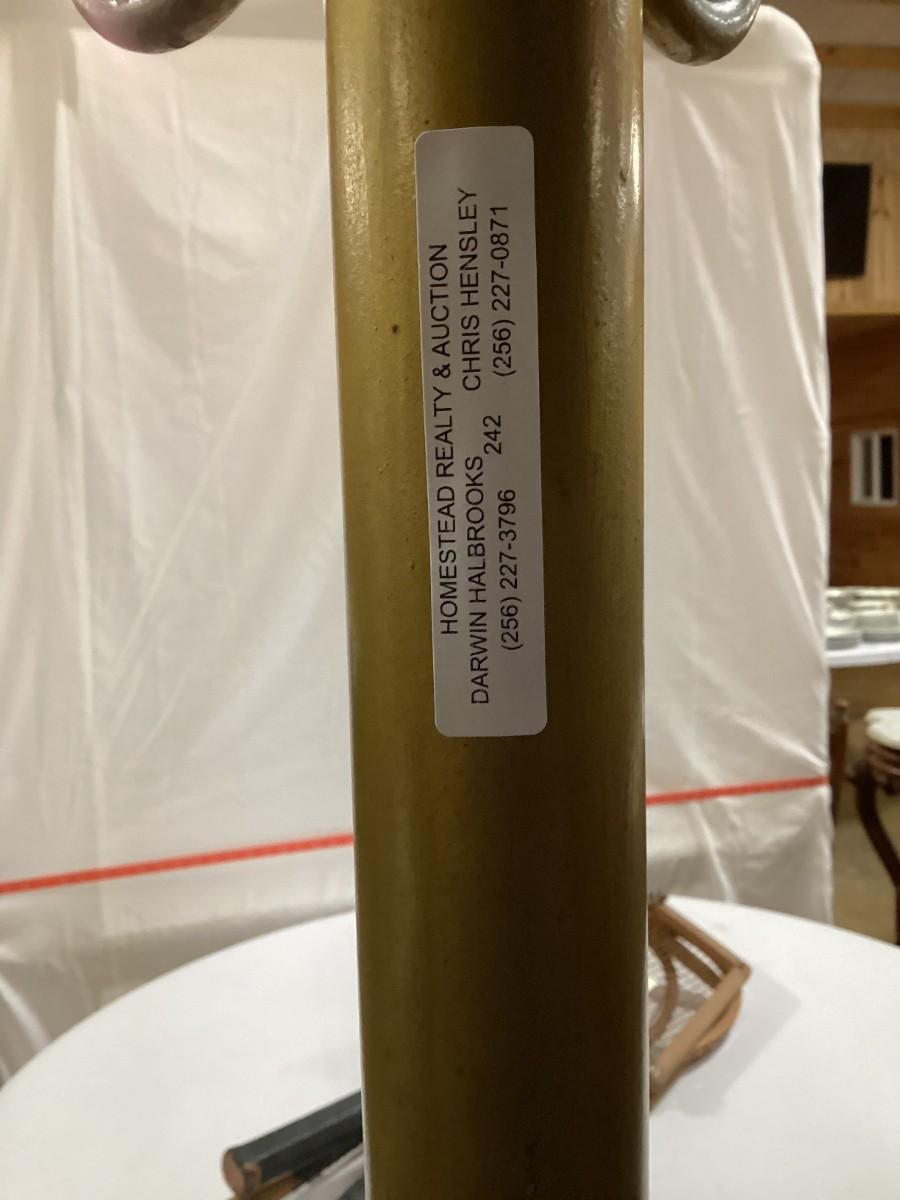 HOMESTEAD REALTY & AUCTION
DARWIN HALBROOKS CHRIS HENSLEY
242
(256) 227-3796 (256) 227-0871